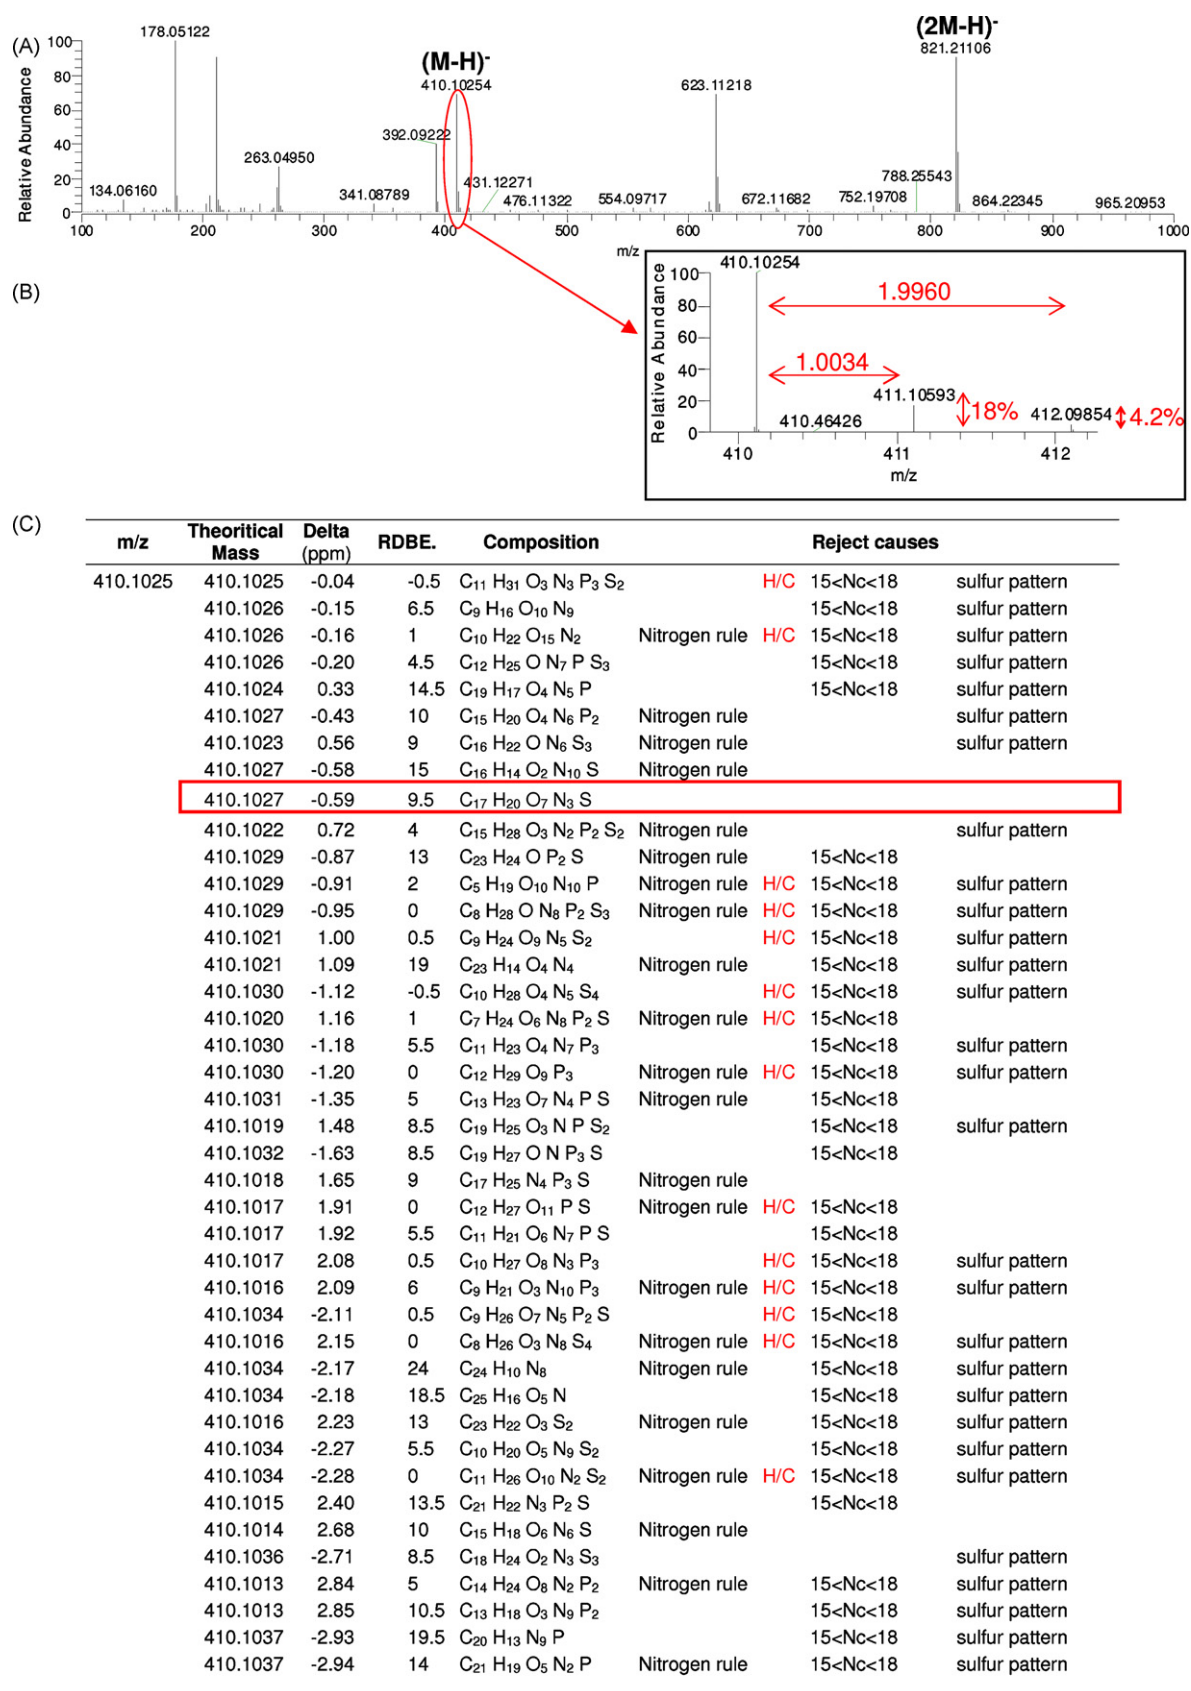 (A)
(M-H)-
(2M-H)-
178.05122
410.10254
821.21106
623.11218
392.09222
263.04950
134.06160
341.08789
431.12271
476.11322
554.09717
672.11682
752.19708
788.25543
864.22345
965.20953
Relative Abundance
100
80
60
40
20
0
100 200 300 400 500 600 700 800 900 1000
m/z
(B)
410.10254
1.9960
1.0034
411.10593
18%
410.46426
412.09854
4.2%
Relative Abundance
100
80
60
40
20
0
410 411 412
m/z
(C)
m/z Theoritical Mass Delta (ppm) RDBE. Composition Reject causes
410.1025 410.1025 -0.04 -0.5 C11 H31 O3 N3 P3 S2 H/C 15<Nc<18 sulfur pattern
410.1026 -0.15 6.5 C9 H16 O10 N9 15<Nc<18 sulfur pattern
410.1026 -0.16 1 C10 H22 O15 N2 Nitrogen rule H/C 15<Nc<18 sulfur pattern
410.1026 -0.20 4.5 C12 H25 O N7 P S3 15<Nc<18 sulfur pattern
410.1024 0.33 14.5 C19 H17 O4 N5 P 15<Nc<18 sulfur pattern
410.1027 -0.43 10 C15 H20 O4 N6 P2 Nitrogen rule sulfur pattern
410.1023 0.56 9 C16 H22 O N6 S3 Nitrogen rule sulfur pattern
410.1027 -0.58 15 C16 H14 O2 N10 S Nitrogen rule
410.1027 -0.59 9.5 C17 H20 O7 N3 S
410.1022 0.72 4 C15 H28 O3 N2 P2 S2 Nitrogen rule sulfur pattern
410.1029 -0.87 13 C23 H24 O P2 S Nitrogen rule 15<Nc<18
410.1029 -0.91 2 C5 H19 O10 N10 P Nitrogen rule H/C 15<Nc<18 sulfur pattern
410.1029 -0.95 0 C8 H28 O N8 P2 S3 Nitrogen rule H/C 15<Nc<18 sulfur pattern
410.1021 1.00 0.5 C9 H24 O9 N5 S2 H/C 15<Nc<18 sulfur pattern
410.1021 1.09 19 C23 H14 O4 N4 Nitrogen rule 15<Nc<18 sulfur pattern
410.1030 -1.12 -0.5 C10 H28 O4 N5 S4 H/C 15<Nc<18 sulfur pattern
410.1020 1.16 1 C7 H24 O6 N8 P2 S Nitrogen rule H/C 15<Nc<18 sulfur pattern
410.1030 -1.18 5.5 C11 H23 O4 N7 P3 15<Nc<18 sulfur pattern
410.1030 -1.20 0 C12 H29 O9 P3 Nitrogen rule H/C 15<Nc<18 sulfur pattern
410.1031 -1.35 5 C13 H23 O7 N4 P S Nitrogen rule 15<Nc<18
410.1019 1.48 8.5 C19 H25 O3 N P S2 15<Nc<18 sulfur pattern
410.1032 -1.63 8.5 C19 H27 O N P3 S 15<Nc<18
410.1018 1.65 9 C17 H25 N4 P3 S Nitrogen rule
410.1017 1.91 0 C12 H27 O11 P S Nitrogen rule H/C 15<Nc<18
410.1017 1.92 5.5 C11 H21 O6 N7 P S 15<Nc<18
410.1017 2.08 0.5 C10 H27 O8 N3 P3 H/C 15<Nc<18 sulfur pattern
410.1016 2.09 6 C9 H21 O3 N10 P3 Nitrogen rule H/C 15<Nc<18 sulfur pattern
410.1034 -2.11 0.5 C9 H26 O7 N5 P2 S H/C 15<Nc<18
410.1016 2.15 0 C8 H26 O3 N8 S4 Nitrogen rule H/C 15<Nc<18 sulfur pattern
410.1034 -2.17 24 C24 H10 N8 Nitrogen rule 15<Nc<18 sulfur pattern
410.1034 -2.18 18.5 C25 H16 O5 N 15<Nc<18 sulfur pattern
410.1016 2.23 13 C23 H22 O3 S2 Nitrogen rule 15<Nc<18 sulfur pattern
410.1034 -2.27 5.5 C10 H20 O5 N9 S2 15<Nc<18 sulfur pattern
410.1034 -2.28 0 C11 H26 O10 N2 S2 Nitrogen rule H/C 15<Nc<18 sulfur pattern
410.1015 2.40 13.5 C21 H22 N3 P2 S 15<Nc<18
410.1014 2.68 10 C15 H18 O6 N6 S Nitrogen rule
410.1036 -2.71 8.5 C18 H24 O2 N3 S3 sulfur pattern
410.1013 2.84 5 C14 H24 O8 N2 P2 Nitrogen rule 15<Nc<18 sulfur pattern
410.1013 2.85 10.5 C13 H18 O3 N9 P2 15<Nc<18 sulfur pattern
410.1037 -2.93 19.5 C20 H13 N9 P 15<Nc<18 sulfur pattern
410.1037 -2.94 14 C21 H19 O5 N2 P Nitrogen rule 15<Nc<18 sulfur pattern